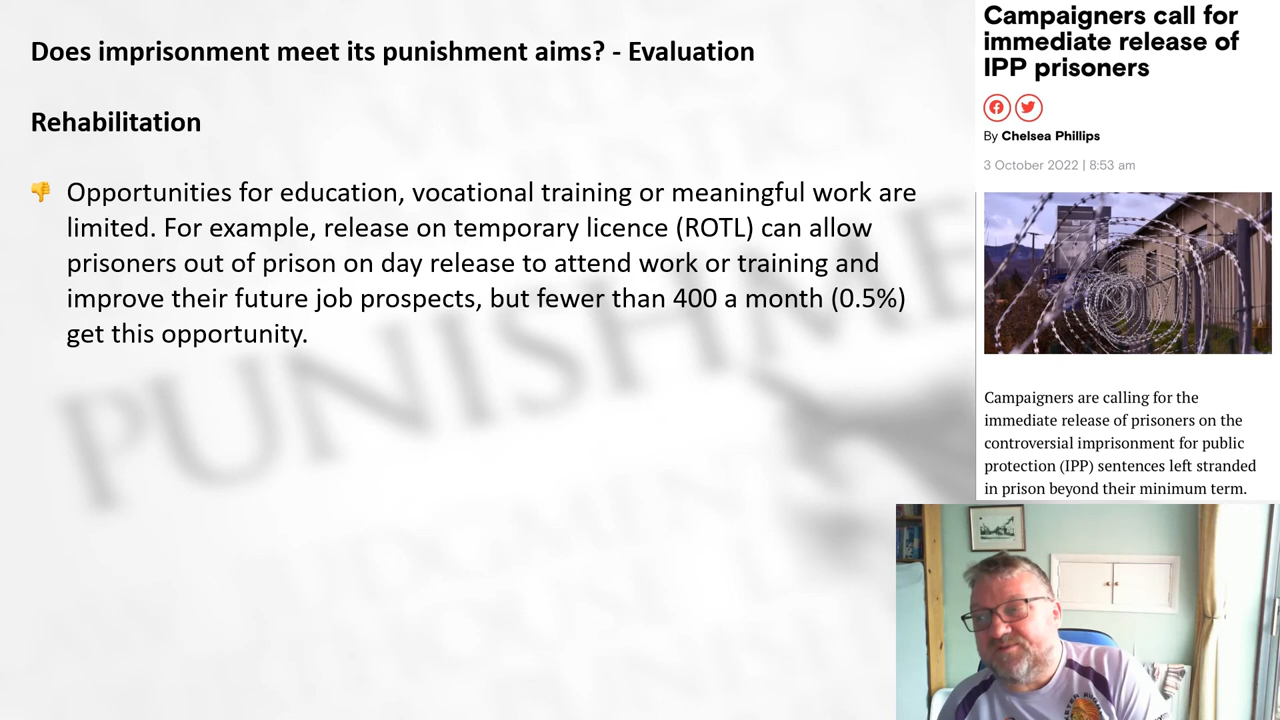 Does imprisonment meet its punishment aims? - Evaluation
Rehabilitation
Opportunities for education, vocational training or meaningful work are
limited. For example, release on temporary licence (ROTL) can allow
prisoners out of prison on day release to attend work or training and
improve their future job prospects, but fewer than 400 a month (0.5%)
get this opportunity.
PUNISHME
Campaigners call for
immediate release of
IPP prisoners
By Chelsea Phillips
3 October 2022 | 8:53 am
Campaigners are calling for the
immediate release of prisoners on the
controversial imprisonment for public
protection (IPP) sentences left stranded
in prison beyond their minimum term.